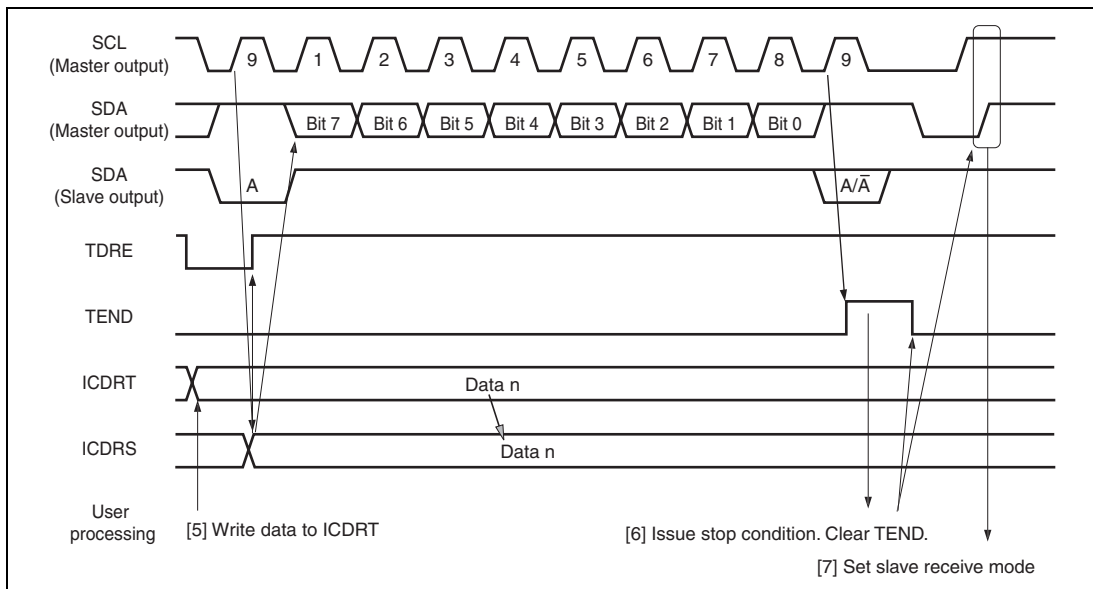 SCL
(Master output)
9 1 2 3 4 5 6 7 8 9
SDA
(Master output)
Bit 7 Bit 6 Bit 5 Bit 4 Bit 3 Bit 2 Bit 1 Bit 0
SDA
(Slave output)
A A/A̅
TDRE
TEND
ICDRT
Data n
ICDRS
Data n
User
processing
[5] Write data to ICDRT
[6] Issue stop condition. Clear TEND.
[7] Set slave receive mode